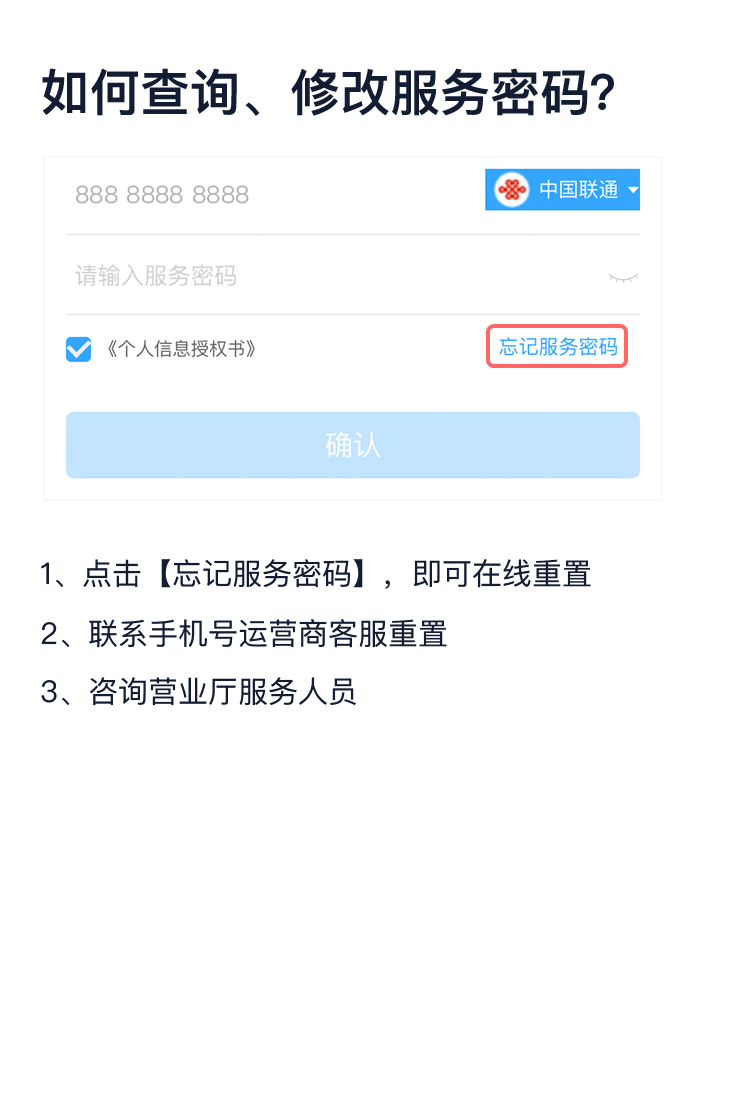 如何查询、修改服务密码?
888 8888 8888
中国联通
请输入服务密码
《个人信息授权书》
忘记服务密码
确认
1、点击【忘记服务密码】，即可在线重置
2、联系手机号运营商客服重置
3、咨询营业厅服务人员